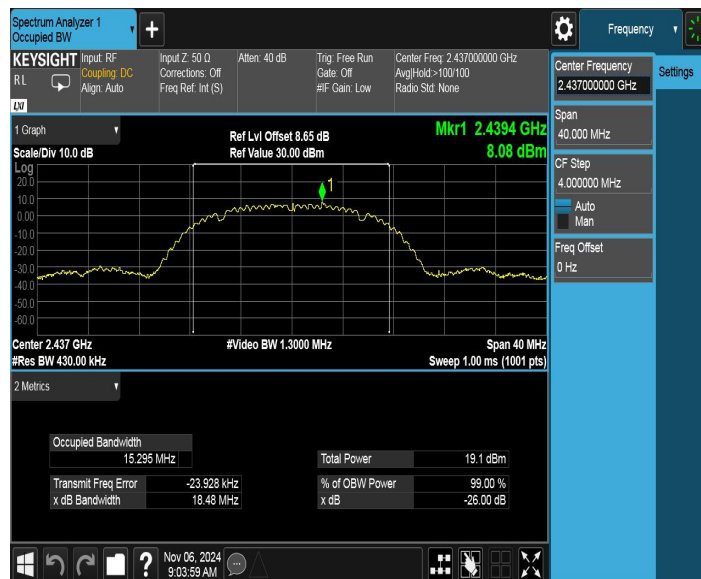 Spectrum Analyzer 1
Occupied BW
+
Frequency
KEYSIGHT
RL
LXI
Input: RF
Coupling: DC
Align: Auto
Input Z: 50 Ω
Corrections: Off
Freq Ref: Int (S)
Atten: 40 dB
Trig: Free Run
Gate: Off
#IF Gain: Low
Center Freq: 2.437000000 GHz
Avg|Hold:>100/100
Radio Std: None
Center Frequency
2.437000000 GHz
Settings
Span
40.000 MHz
CF Step
4.000000 MHz
Auto
Man
Freq Offset
0 Hz
1 Graph
Scale/Div 10.0 dB
Ref Lvl Offset 8.65 dB
Ref Value 30.00 dBm
Mkr1 2.4394 GHz
8.08 dBm
Log
20.0
10.0
0.00
-10.0
-20.0
-30.0
-40.0
-50.0
-60.0
1
Center 2.437 GHz
#Video BW 1.3000 MHz
Span 40 MHz
#Res BW 430.00 kHz
Sweep 1.00 ms (1001 pts)
2 Metrics
Occupied Bandwidth
15.295 MHz
Total Power 19.1 dBm
Transmit Freq Error -23.928 kHz
% of OBW Power 99.00 %
x dB Bandwidth 18.48 MHz
x dB -26.00 dB
?
Nov 06, 2024
9:03:59 AM